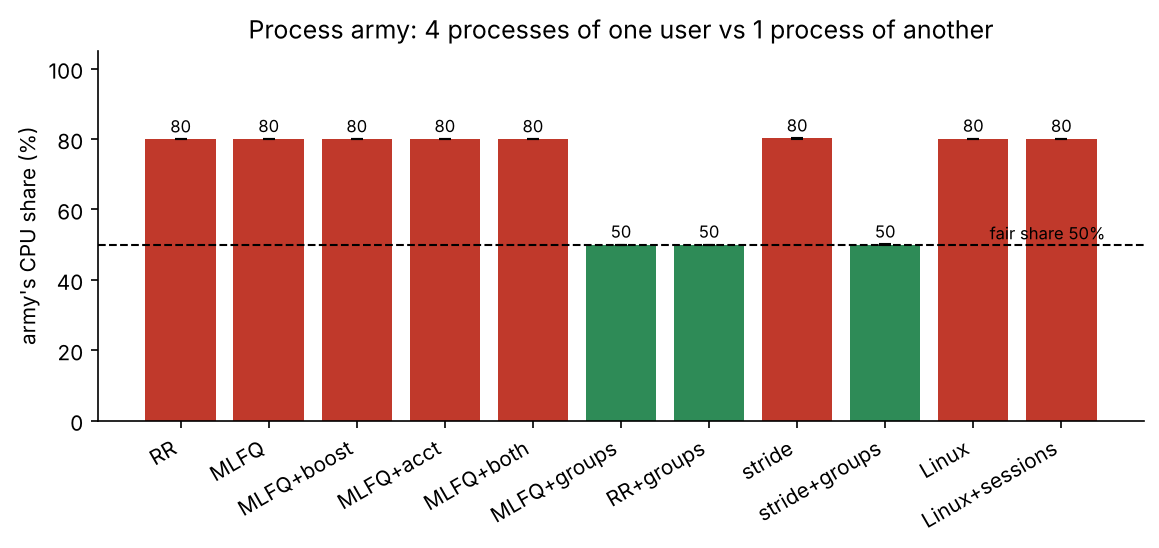 Process army: 4 processes of one user vs 1 process of another
army's CPU share (%)
100
80
60
40
20
0
80
80
80
80
80
50
50
80
50
80
80
fair share 50%
RR
MLFQ
MLFQ+boost
MLFQ+acct
MLFQ+both
MLFQ+groups
RR+groups
stride
stride+groups
Linux
Linux+sessions